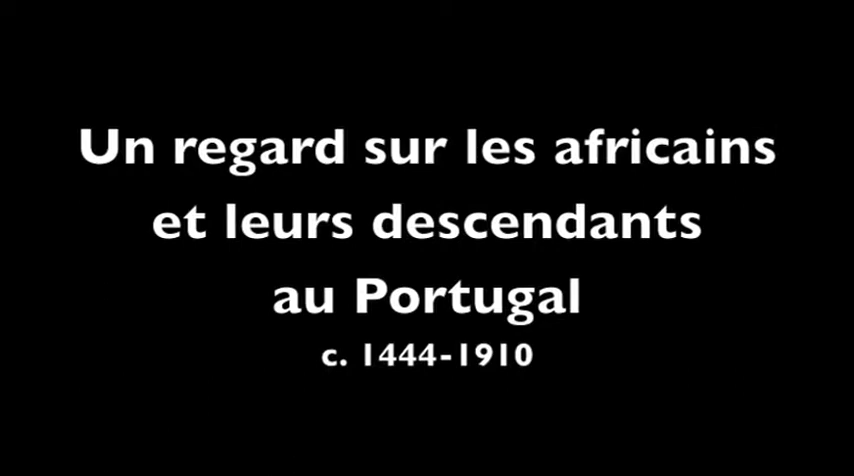 Un regard sur les africains
et leurs descendants
au Portugal
c. 1444-1910